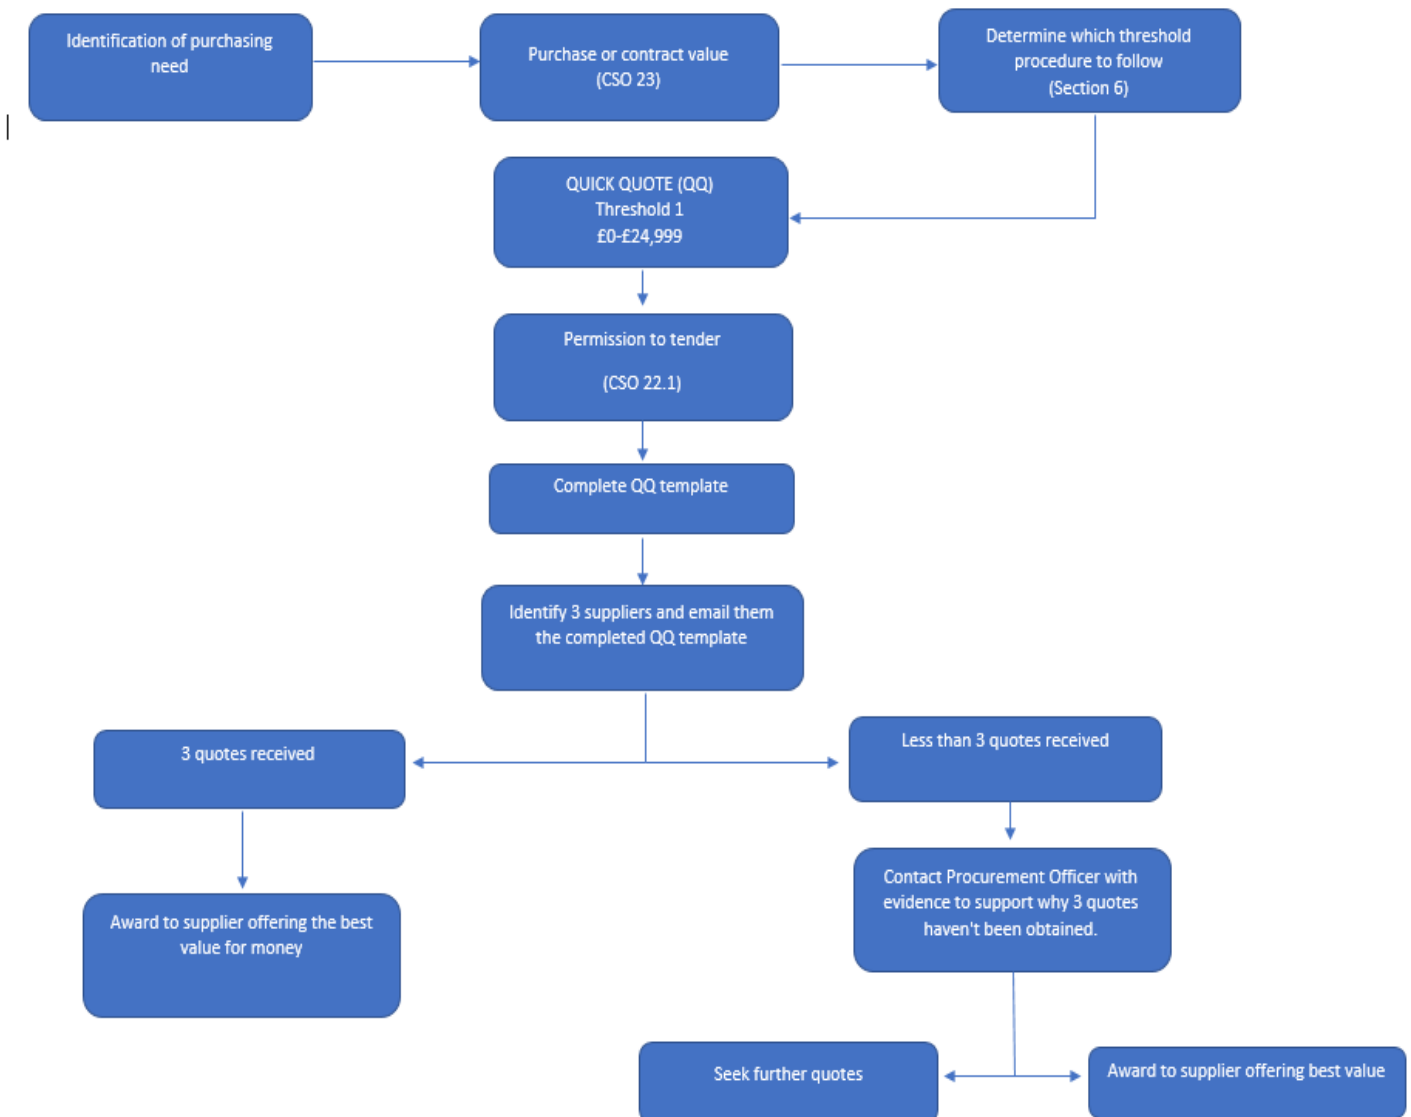 Identification of purchasing
need
Purchase or contract value
(CSO 23)
Determine which threshold
procedure to follow
(Section 6)
QUICK QUOTE (QQ)
Threshold 1
£0-£24,999
Permission to tender
(CSO 22.1)
Complete QQ template
Identify 3 suppliers and email them
the completed QQ template
3 quotes received
Less than 3 quotes received
Award to supplier offering the best
value for money
Contact Procurement Officer with
evidence to support why 3 quotes
haven't been obtained.
Seek further quotes
Award to supplier offering best value